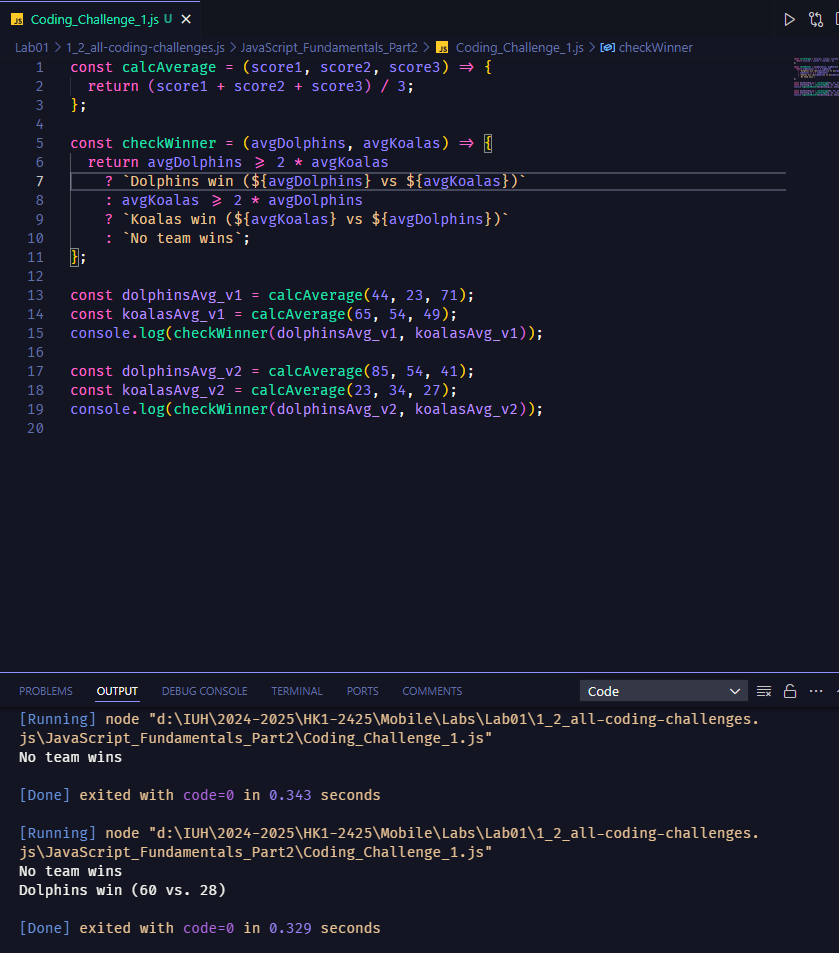 JS Coding_Challenge_1.js U
Lab01 > 1_2_all-coding-challenges.js > JavaScript_Fundamentals_Part2 > JS Coding_Challenge_1.js > checkWinner
1 const calcAverage = (score1, score2, score3) => {
2   return (score1 + score2 + score3) / 3;
3 };
4
5 const checkWinner = (avgDolphins, avgKoalas) => {
6   return avgDolphins >= 2 * avgKoalas
7     ? `Dolphins win (${avgDolphins} vs ${avgKoalas})`
8     : avgKoalas >= 2 * avgDolphins
9     ? `Koalas win (${avgKoalas} vs ${avgDolphins})`
10     : `No team wins`;
11 };
12
13 const dolphinsAvg_v1 = calcAverage(44, 23, 71);
14 const koalasAvg_v1 = calcAverage(65, 54, 49);
15 console.log(checkWinner(dolphinsAvg_v1, koalasAvg_v1));
16
17 const dolphinsAvg_v2 = calcAverage(85, 54, 41);
18 const koalasAvg_v2 = calcAverage(23, 34, 27);
19 console.log(checkWinner(dolphinsAvg_v2, koalasAvg_v2));
20
PROBLEMS OUTPUT DEBUG CONSOLE TERMINAL PORTS COMMENTS Code
[Running] node "d:\IUH\2024-2025\HK1-2425\Mobile\Labs\Lab01\1_2_all-coding-challenges.
js\JavaScript_Fundamentals_Part2\Coding_Challenge_1.js"
No team wins
[Done] exited with code=0 in 0.343 seconds
[Running] node "d:\IUH\2024-2025\HK1-2425\Mobile\Labs\Lab01\1_2_all-coding-challenges.
js\JavaScript_Fundamentals_Part2\Coding_Challenge_1.js"
No team wins
Dolphins win (60 vs. 28)
[Done] exited with code=0 in 0.329 seconds